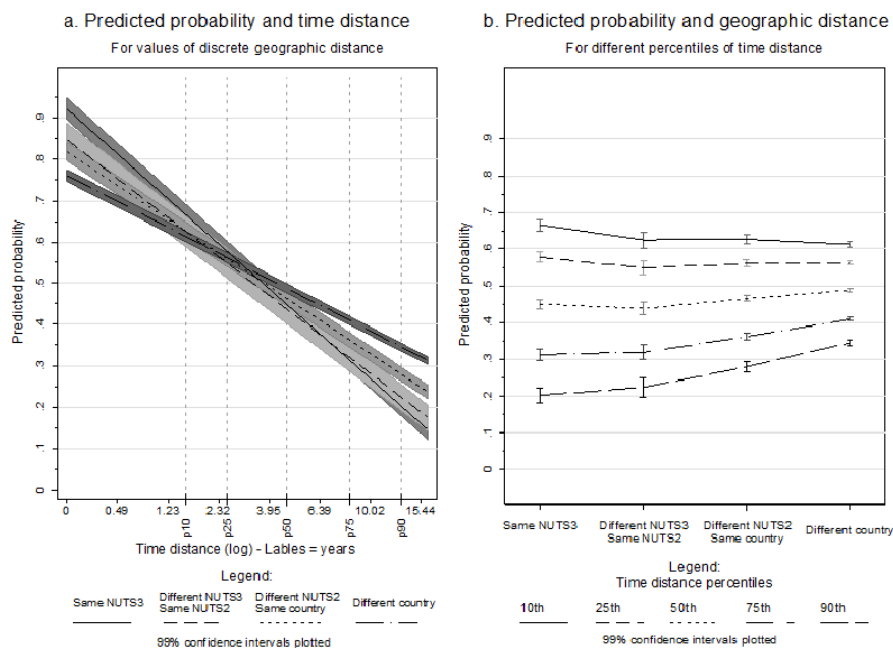 a. Predicted probability and time distance
For values of discrete geographic distance
Predicted probability
0 .1 .2 .3 .4 .5 .6 .7 .8 .9
0 0.49 1.23 2.32 3.95 6.39 10.02 15.44
p10 p25 p50 p75 p90
Time distance (log) - Lables = years
Legend:
Same NUTS3
Different NUTS3
Same NUTS2
Different NUTS2
Same country
Different country
99% confidence intervals plotted
b. Predicted probability and geographic distance
For different percentiles of time distance
Predicted probability
0 .1 .2 .3 .4 .5 .6 .7 .8 .9
Same NUTS3
Different NUTS3
Same NUTS2
Different NUTS2
Same country
Different country
Legend:
Time distance percentiles
10th 25th 50th 75th 90th
99% confidence intervals plotted